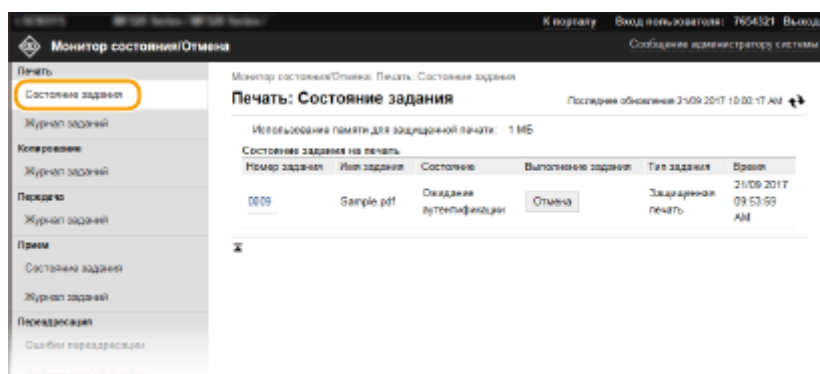 К порталу Вход пользователя: 7654321 Выход
Монитор состояния/Отмена
Сообщение администратору системы
Печать
Состояние задания
Журнал заданий
Копирование
Журнал заданий
Передача
Журнал заданий
Прием
Состояние задания
Журнал заданий
Переадресация
Ошибки переадресации
Монитор состояния/Отмена: Печать: Состояние задания
Печать: Состояние задания
Последнее обновление 21/09 2017 10:00:17 AM
Использование памяти для защищенной печати: 1 МБ
Состояние задания на печать
Номер задания Имя задания Состояние Выполнение задания Тип задания Время
0009 Sample.pdf Ожидание аутентификации Отмена Защищенная печать 21/09 2017 09:53:59 AM